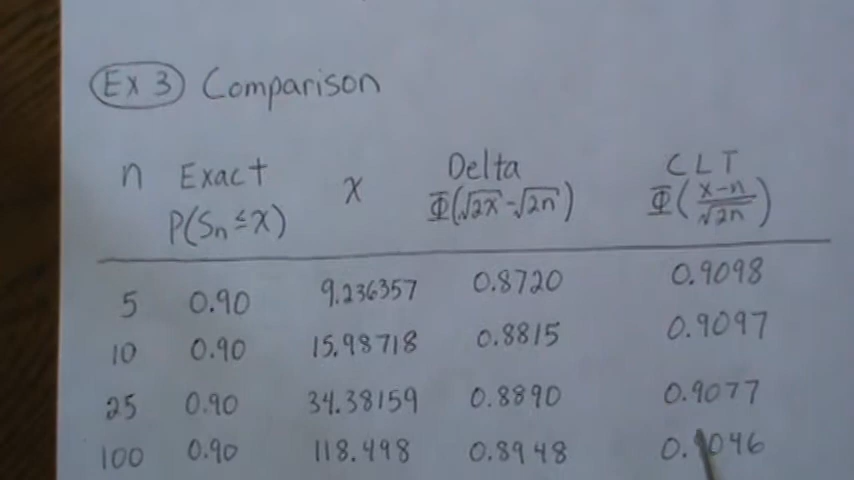 Ex 3 Comparison
n Exact P(Sn ≤ x) x Delta Φ(√2x - √2n) CLT Φ((x-n)/√2n)
5 0.90 9.236357 0.8720 0.9098
10 0.90 15.98718 0.8815 0.9097
25 0.90 34.38159 0.8890 0.9077
100 0.90 118.498 0.8948 0.9046